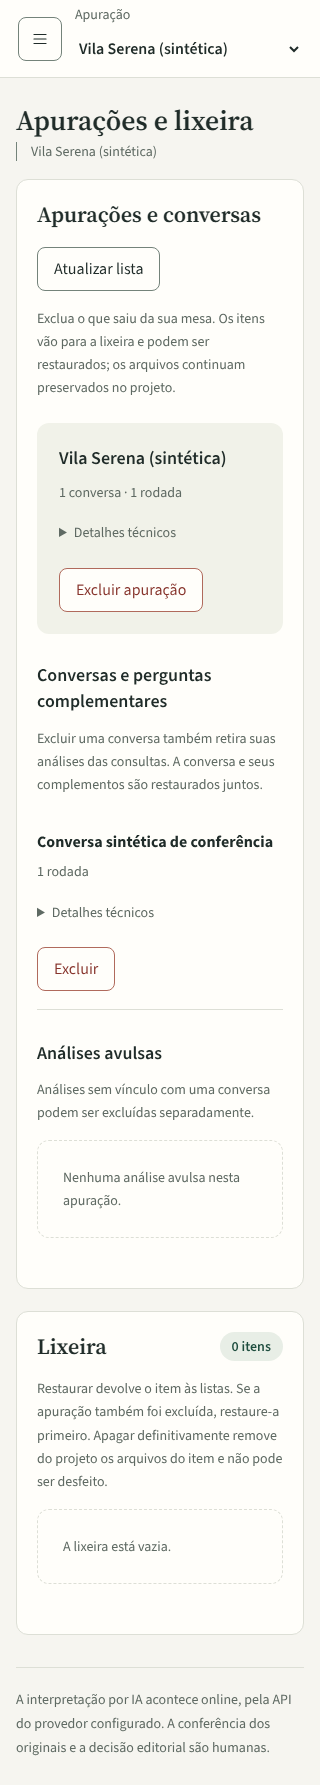 Apuração
Vila Serena (sintética)
Apurações e lixeira
Vila Serena (sintética)
Apurações e conversas
Atualizar lista
Exclua o que saiu da sua mesa. Os itens
vão para a lixeira e podem ser
restaurados; os arquivos continuam
preservados no projeto.
Vila Serena (sintética)
1 conversa · 1 rodada
Detalhes técnicos
Excluir apuração
Conversas e perguntas
complementares
Excluir uma conversa também retira suas
análises das consultas. A conversa e seus
complementos são restaurados juntos.
Conversa sintética de conferência
1 rodada
Detalhes técnicos
Excluir
Análises avulsas
Análises sem vínculo com uma conversa
podem ser excluídas separadamente.
Nenhuma análise avulsa nesta
apuração.
Lixeira
0 itens
Restaurar devolve o item às listas. Se a
apuração também foi excluída, restaure-a
primeiro. Apagar definitivamente remove
do projeto os arquivos do item e não pode
ser desfeito.
A lixeira está vazia.
A interpretação por IA acontece online, pela API
do provedor configurado. A conferência dos
originais e a decisão editorial são humanas.